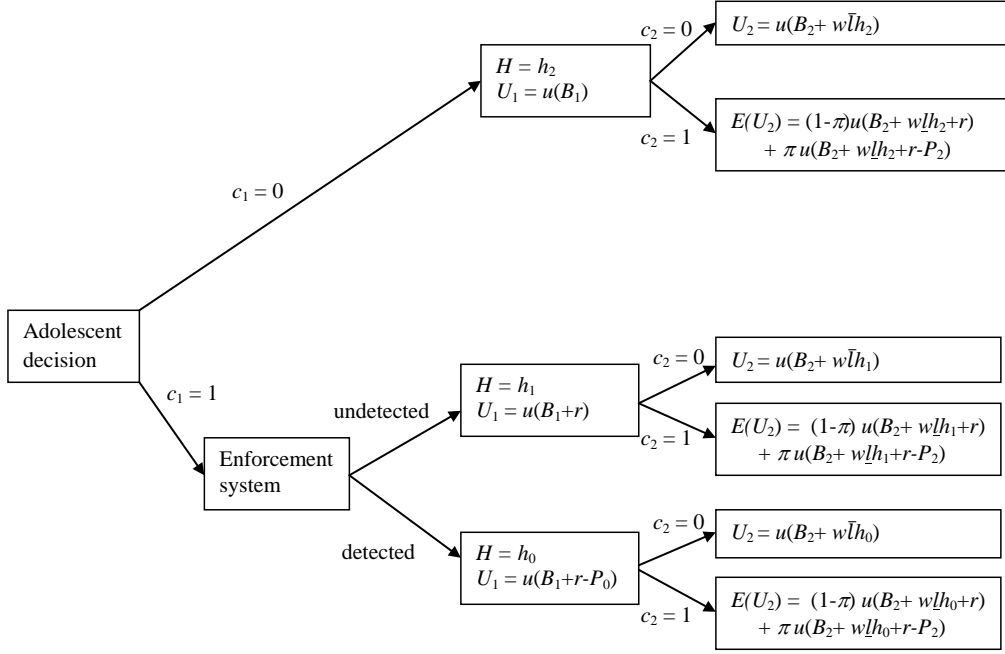 c₂ = 0
U₂ = u(B₂+ wl̅h₂)
H = h₂
U₁ = u(B₁)
c₂ = 1
E(U₂) = (1-π)u(B₂+ wl̲h₂+r)
+ π u(B₂+ wl̲h₂+r-P₂)
c₁ = 0
Adolescent
decision
c₁ = 1
undetected
Enforcement
system
detected
c₂ = 0
U₂ = u(B₂+ wl̅h₁)
H = h₁
U₁ = u(B₁+r)
c₂ = 1
E(U₂) = (1-π) u(B₂+ wl̲h₁+r)
+ π u(B₂+ wl̲h₁+r-P₂)
c₂ = 0
U₂ = u(B₂+ wl̅h₀)
H = h₀
U₁ = u(B₁+r-P₀)
c₂ = 1
E(U₂) = (1-π) u(B₂+ wl̲h₀+r)
+ π u(B₂+ wl̲h₀+r-P₂)